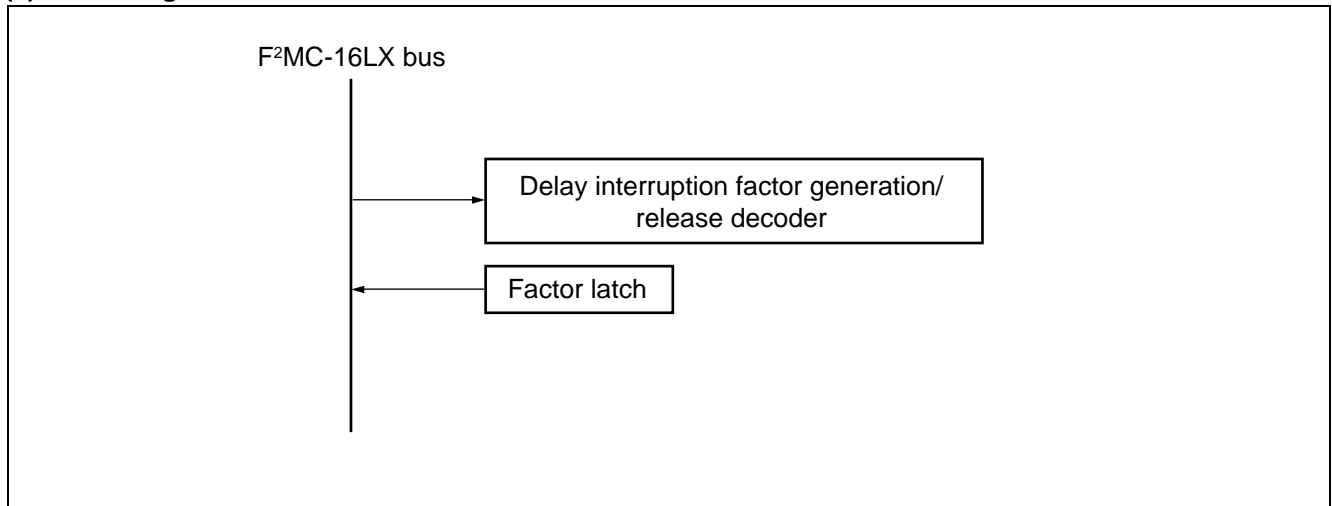 F²MC-16LX bus
Delay interruption factor generation/
release decoder
Factor latch